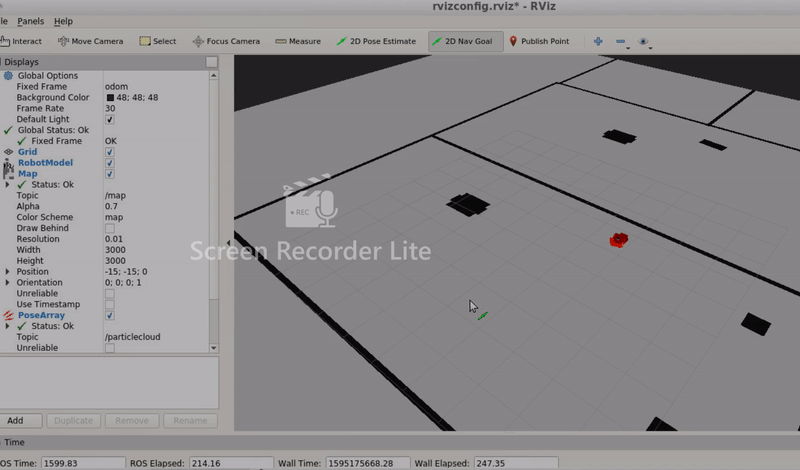 rvizconfig.rviz* - RViz
le Panels Help
Interact Move Camera Select Focus Camera Measure 2D Pose Estimate 2D Nav Goal Publish Point
Displays
Global Options
Fixed Frame odom
Background Color 48; 48; 48
Frame Rate 30
Default Light
Global Status: Ok
Fixed Frame OK
Grid
RobotModel
Map
Status: Ok
Topic /map
Alpha 0.7
Color Scheme map
Draw Behind
Resolution 0.01
Width 3000
Height 3000
Position -15; -15; 0
Orientation 0; 0; 0; 1
Unreliable
Use Timestamp
PoseArray
Status: Ok
Topic /particlecloud
Unreliable
REC
Screen Recorder Lite
Add Duplicate Remove Rename
Time
OS Time: 1599.83 ROS Elapsed: 214.16 Wall Time: 1595175668.28 Wall Elapsed: 247.35